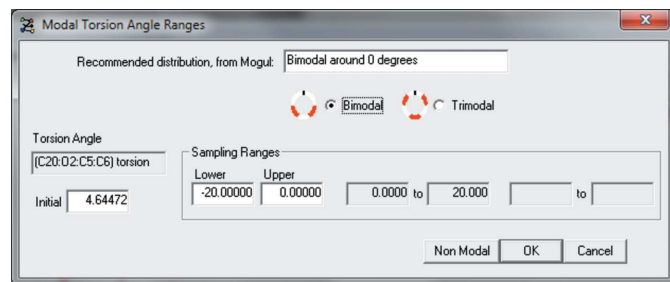 Modal Torsion Angle Ranges
Recommended distribution, from Mogul: Bimodal around 0 degrees
Bimodal Trimodal
Torsion Angle
(C20:O2:C5:C6) torsion
Sampling Ranges
Lower Upper
Initial 4.64472 -20.00000 0.00000 0.0000 to 20.000 to
Non Modal OK Cancel